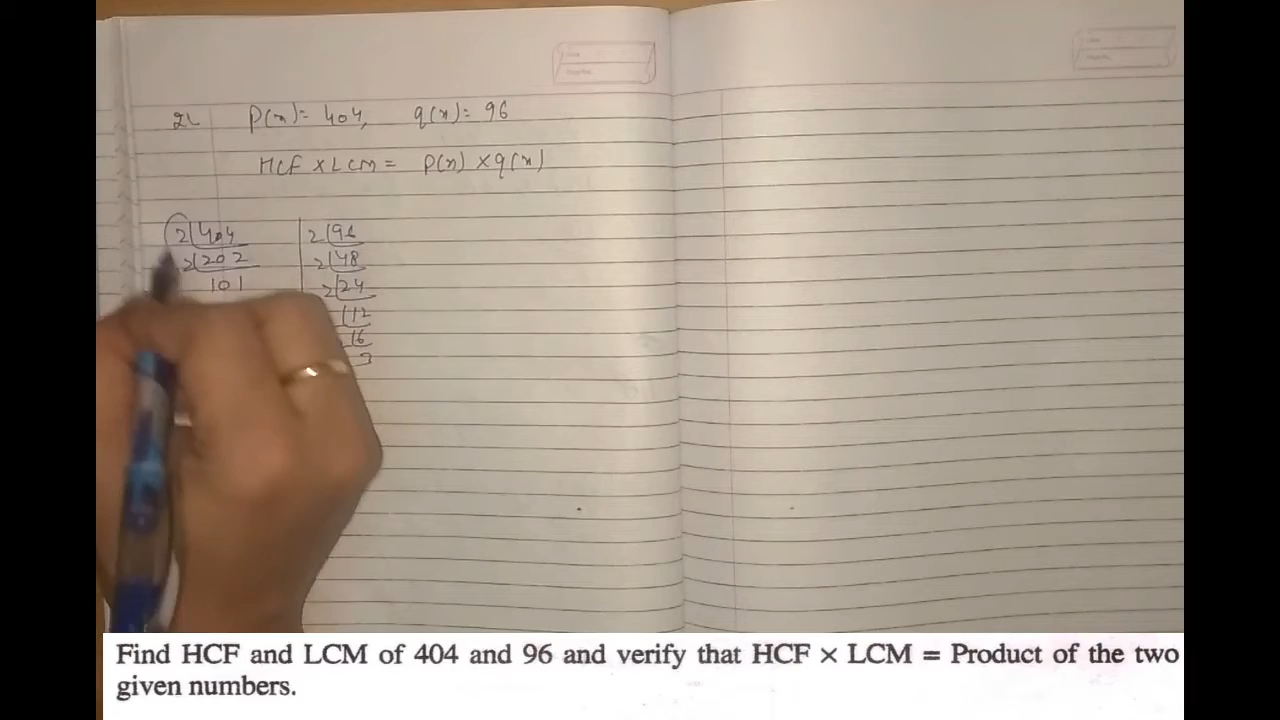 P(x)= 404, q(x)= 96
HCF × LCM = P(x) × q(x)
2 404
2 202
101
2 96
2 48
2 24
12
6
3
Find HCF and LCM of 404 and 96 and verify that HCF × LCM = Product of the two
given numbers.